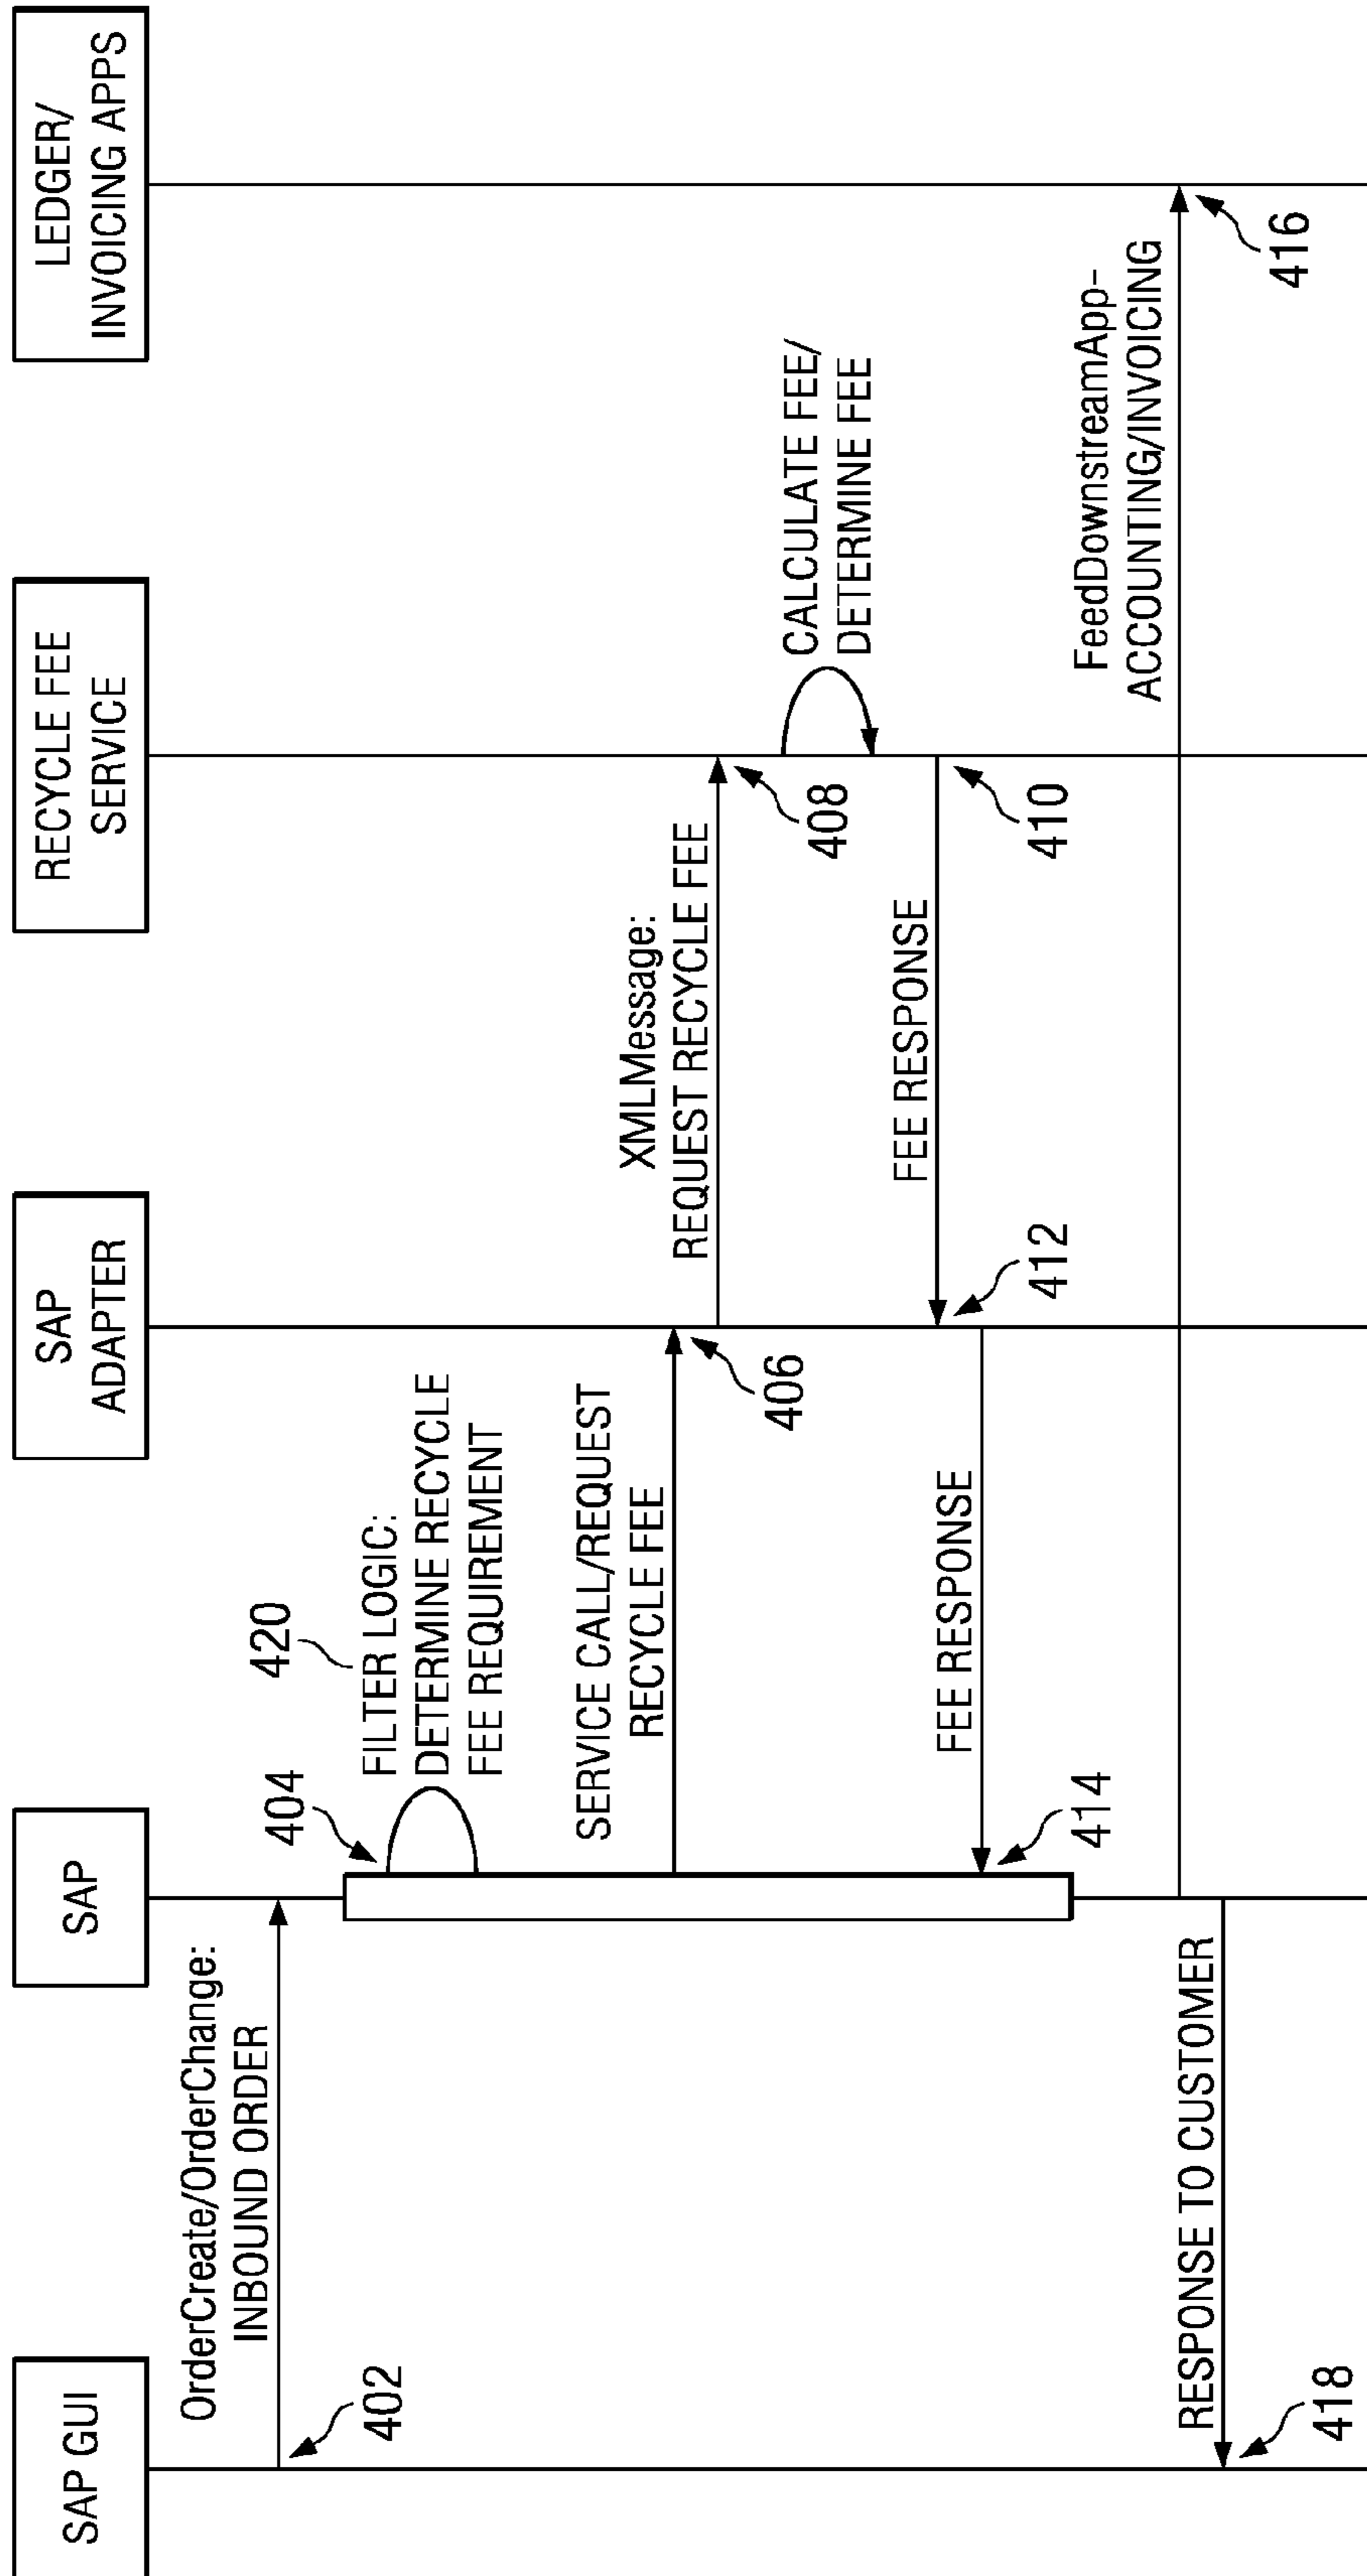 SAP GUI
SAP
SAP
ADAPTER
RECYCLE FEE
SERVICE
LEDGER/
INVOICING APPS
OrderCreate/OrderChange:
INBOUND ORDER
402
404
420
FILTER LOGIC:
DETERMINE RECYCLE
FEE REQUIREMENT
SERVICE CALL/REQUEST
RECYCLE FEE
406
XMLMessage:
REQUEST RECYCLE FEE
408
CALCULATE FEE/
DETERMINE FEE
FEE RESPONSE
410
412
FEE RESPONSE
414
FeedDownstreamApp-
ACCOUNTING/INVOICING
416
RESPONSE TO CUSTOMER
418